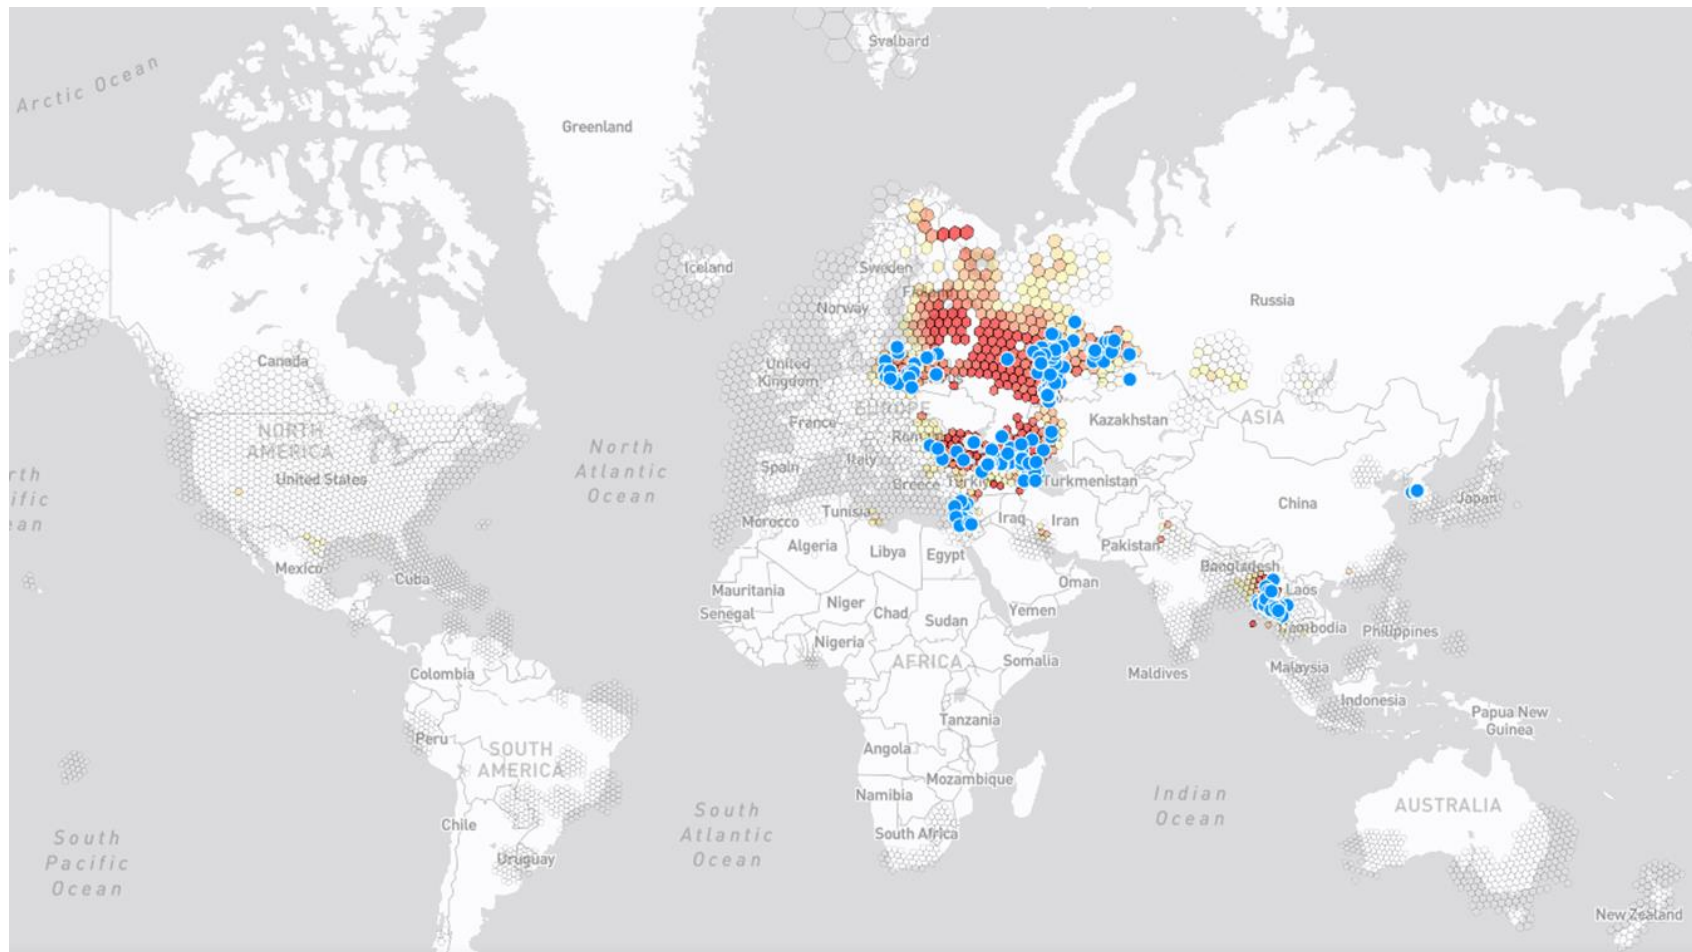 Svalbard
Arctic Ocean
Greenland
Iceland
Sweden
Norway
Russia
Canada
United
Kingdom
EUROPE
Kazakhstan
ASIA
NORTH
AMERICA
France
North
Atlantic
Ocean
Italy
Spain
United States
Greece
Turkmenistan
China
Japan
Morocco
Tunisia
Iraq
Iran
Algeria
Libya
Egypt
Pakistan
Mexico
Cuba
Bangladesh
Oman
Laos
Mauritania
Niger
Chad
Yemen
Senegal
Sudan
Cambodia
Philippines
Nigeria
AFRICA
Somalia
Maldives
Malaysia
Colombia
Indonesia
Papua New
Guinea
Tanzania
Peru
SOUTH
AMERICA
Angola
Mozambique
Namibia
Indian
Ocean
AUSTRALIA
South
Atlantic
Ocean
Chile
South Africa
South
Pacific
Ocean
Uruguay
New Zealand